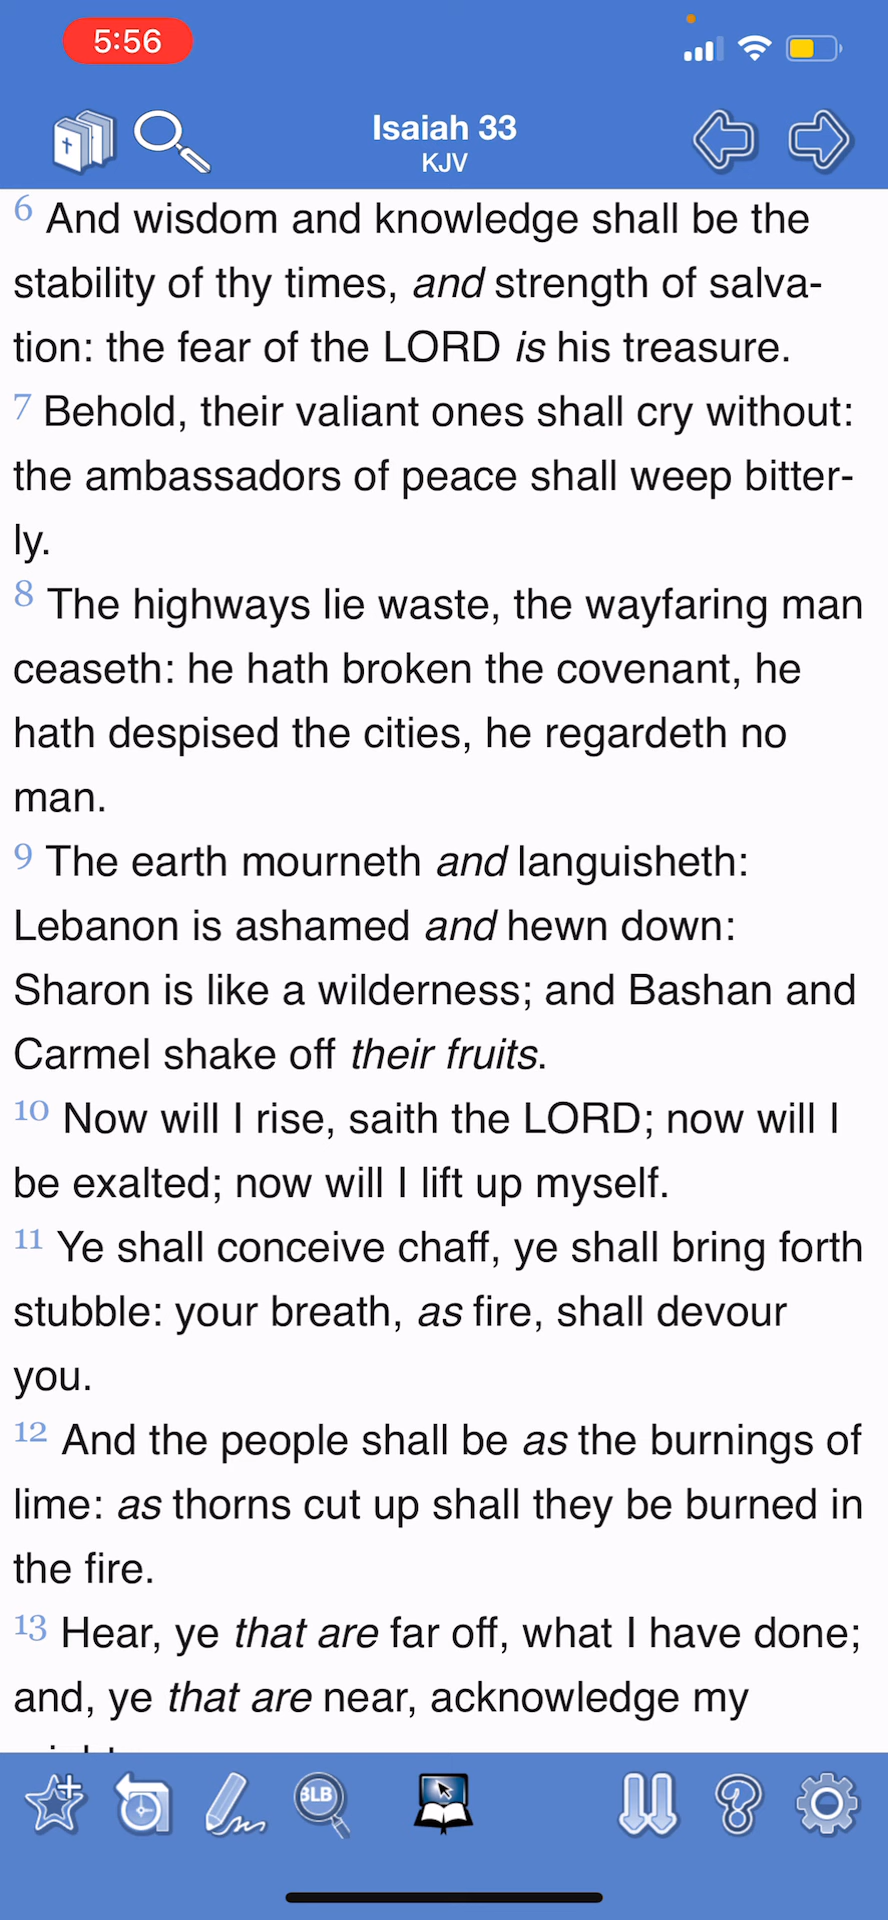 5:56
Isaiah 33
KJV
6 And wisdom and knowledge shall be the
stability of thy times, and strength of salva-
tion: the fear of the LORD is his treasure.
7 Behold, their valiant ones shall cry without:
the ambassadors of peace shall weep bitter-
ly.
8 The highways lie waste, the wayfaring man
ceaseth: he hath broken the covenant, he
hath despised the cities, he regardeth no
man.
9 The earth mourneth and languisheth:
Lebanon is ashamed and hewn down:
Sharon is like a wilderness; and Bashan and
Carmel shake off their fruits.
10 Now will I rise, saith the LORD; now will I
be exalted; now will I lift up myself.
11 Ye shall conceive chaff, ye shall bring forth
stubble: your breath, as fire, shall devour
you.
12 And the people shall be as the burnings of
lime: as thorns cut up shall they be burned in
the fire.
13 Hear, ye that are far off, what I have done;
and, ye that are near, acknowledge my
BLB